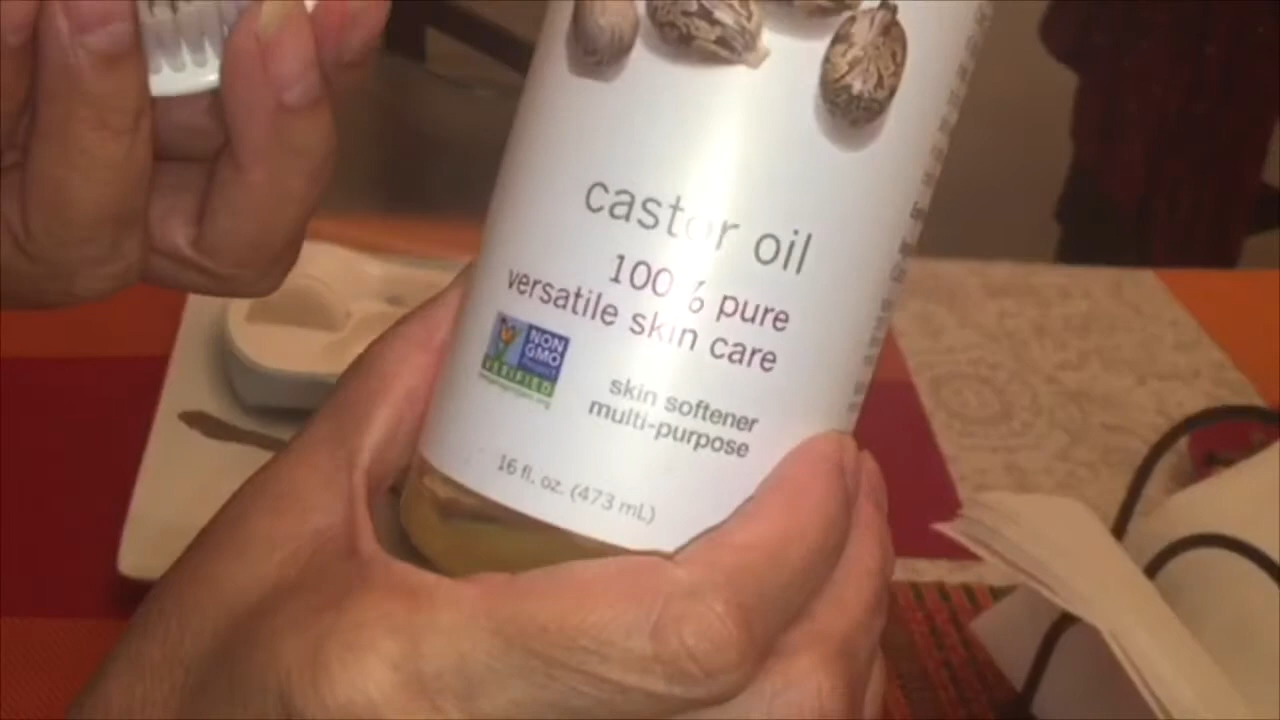 castor oil
100% pure
versatile skin care
NON
GMO
VERIFIED
skin softener
multi-purpose
16 fl. oz. (473 mL)